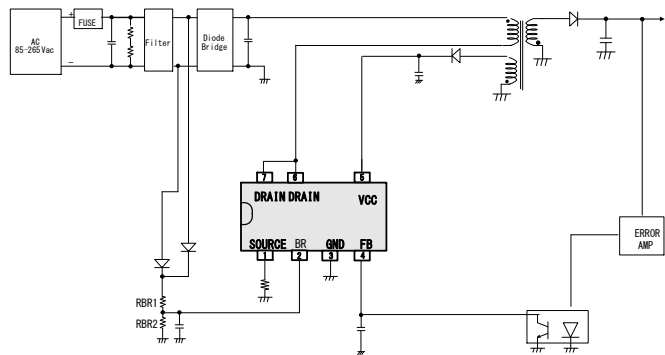 AC
85-265Vac
+
-
FUSE
Filter
Diode
Bridge
7
6
5
DRAIN DRAIN
VCC
SOURCE BR GND FB
1
2
3
4
RBR1
RBR2
ERROR
AMP